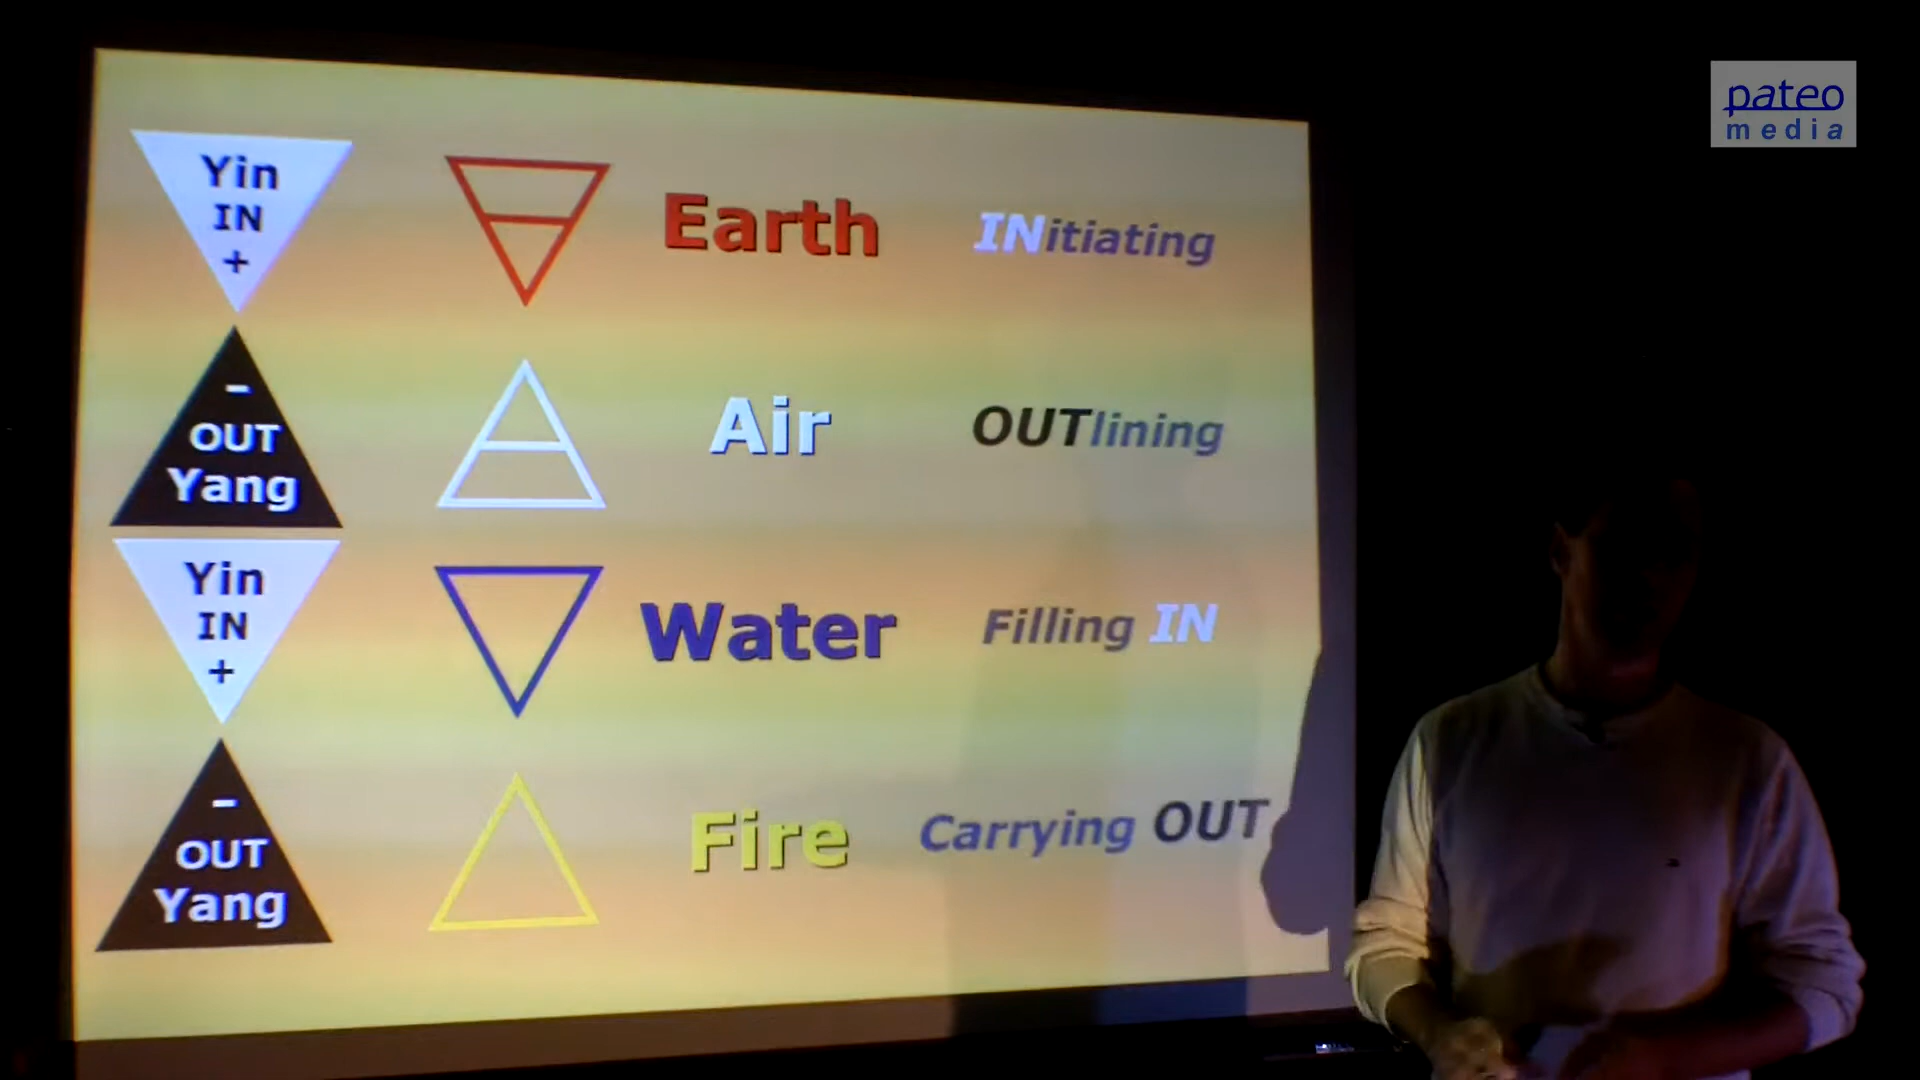 pateo
media
Yin
IN
+
Earth
INitiating
-
OUT
Yang
Air
OUTlining
Yin
IN
+
Water
Filling IN
-
OUT
Yang
Fire
Carrying OUT